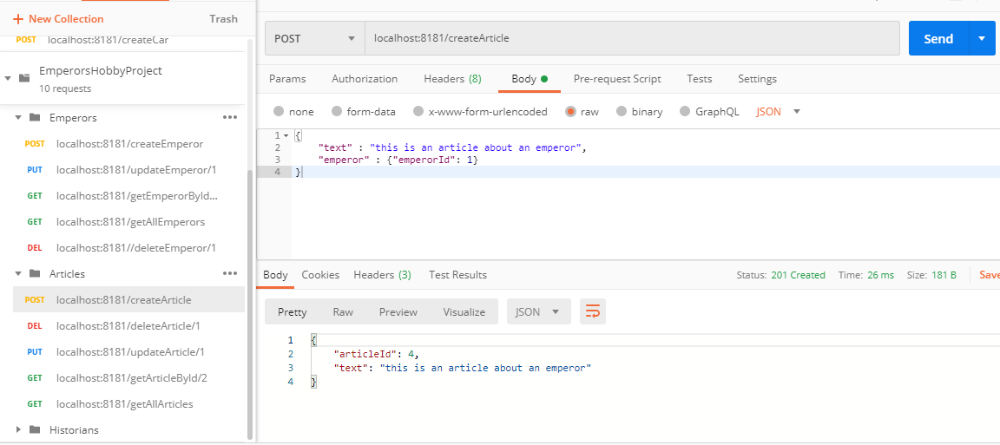 + New Collection Trash
POST localhost:8181/createCar
EmperorsHobbyProject
10 requests
Emperors
POST localhost:8181/createEmperor
PUT localhost:8181/updateEmperor/1
GET localhost:8181/getEmperorById...
GET localhost:8181/getAllEmperors
DEL localhost:8181//deleteEmperor/1
Articles
POST localhost:8181/createArticle
DEL localhost:8181/deleteArticle/1
PUT localhost:8181/updateArticle/1
GET localhost:8181/getArticleById/2
GET localhost:8181/getAllArticles
Historians
POST localhost:8181/createArticle Send
Params Authorization Headers (8) Body Pre-request Script Tests Settings
none form-data x-www-form-urlencoded raw binary GraphQL JSON
1 {
2 "text" : "this is an article about an emperor",
3 "emperor" : {"emperorId": 1}
4 }
Body Cookies Headers (3) Test Results Status: 201 Created Time: 26 ms Size: 181 B Save
Pretty Raw Preview Visualize JSON
1 {
2 "articleId": 4,
3 "text": "this is an article about an emperor"
4 }